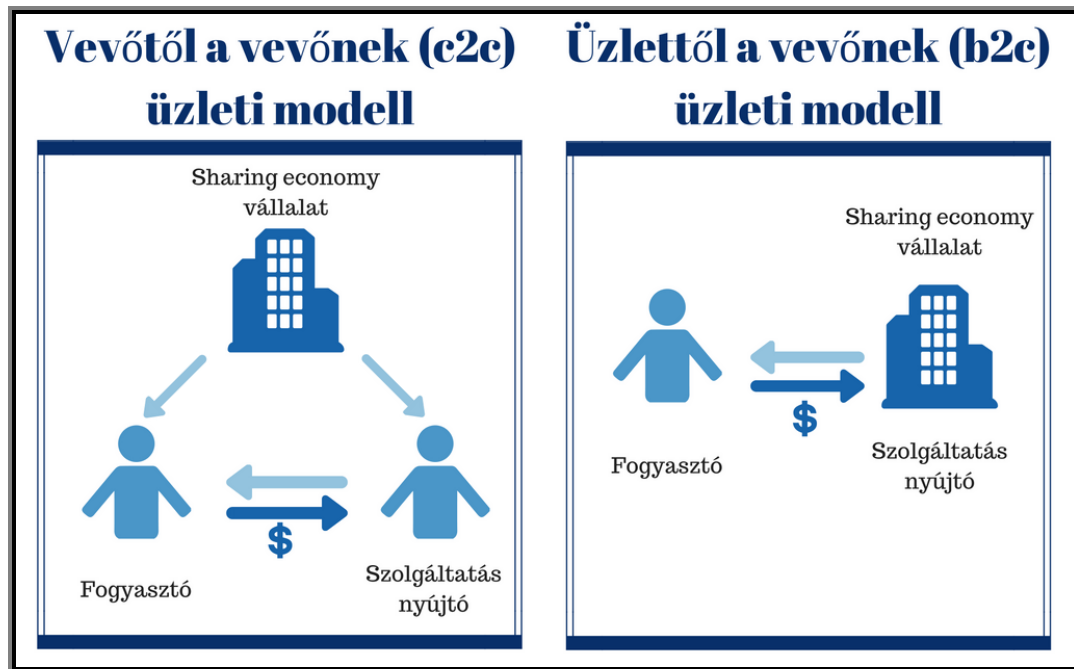 Vevőtől a vevőnek (c2c)
üzleti modell
Sharing economy
vállalat
$
Fogyasztó
Szolgáltatás
nyújtó
Üzlettől a vevőnek (b2c)
üzleti modell
Sharing economy
vállalat
$
Fogyasztó
Szolgáltatás
nyújtó